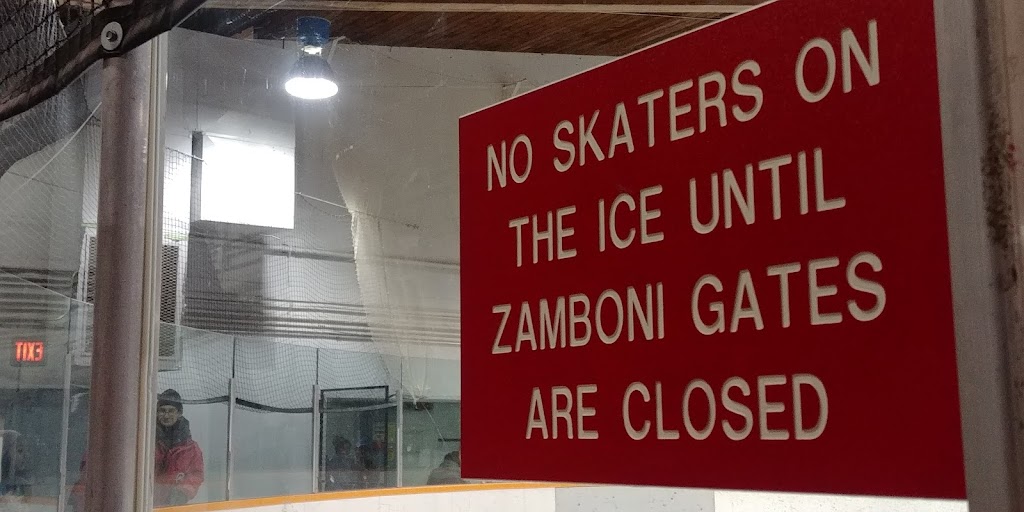 NO SKATERS ON
THE ICE UNTIL
ZAMBONI GATES
ARE CLOSED
EXIT